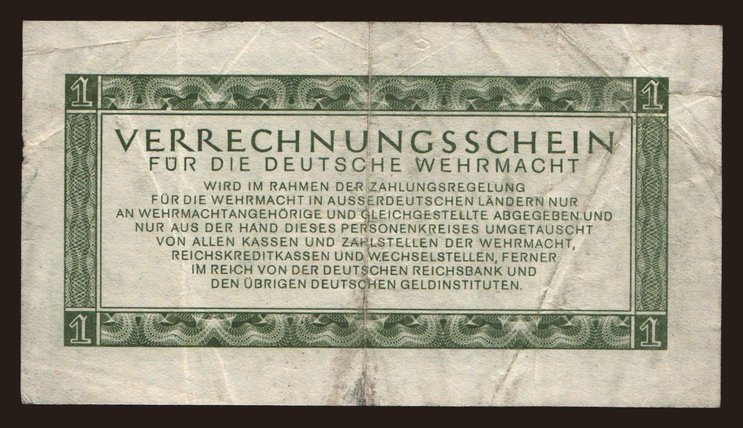 1 1
VERRECHNUNGSSCHEIN
FÜR DIE DEUTSCHE WEHRMACHT
WIRD IM RAHMEN DER ZAHLUNGSREGELUNG
FÜR DIE WEHRMACHT IN AUSSERDEUTSCHEN LÄNDERN NUR
AN WEHRMACHTANGEHÖRIGE UND GLEICHGESTELLTE ABGEGEBEN UND
NUR AUS DER HAND DIESES PERSONENKREISES UMGETAUSCHT
VON ALLEN KASSEN UND ZAHLSTELLEN DER WEHRMACHT,
REICHSKREDITKASSEN UND WECHSELSTELLEN, FERNER
IM REICH VON DER DEUTSCHEN REICHSBANK UND
DEN ÜBRIGEN DEUTSCHEN GELDINSTITUTEN.
1 1